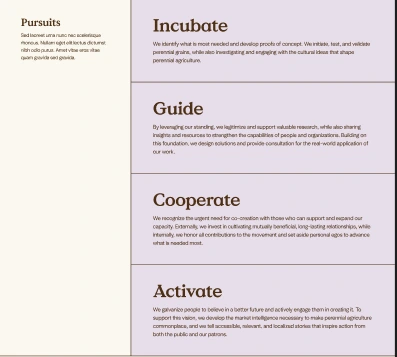 Pursuits
Sed laoreet urna nunc nec scelerisque
rhoncus. Nullam eget elit lectus dictumst
nibh odio purus. Amet vitae eros vitae
quam gravida sed gravida.
Incubate
We identify what is most needed and develop proofs of concept. We initiate, test, and validate
perennial grains, while also investigating and engaging with the cultural ideas that shape
perennial agriculture.
Guide
By leveraging our standing, we legitimize and support valuable research, while also sharing
insights and resources to strengthen the capabilities of people and organizations. Building on
this foundation, we design solutions and provide consultation for the real-world application of
our work.
Cooperate
We recognize the urgent need for co-creation with those who can support and expand our
capacity. Externally, we invest in cultivating mutually beneficial, long-lasting relationships, while
internally, we honor all contributions to the movement and set aside personal egos to advance
what is needed most.
Activate
We galvanize people to believe in a better future and actively engage them in creating it. To
support this vision, we develop the market intelligence necessary to make perennial agriculture
commonplace, and we tell accessible, relevant, and localized stories that inspire action from
both the public and our patrons.